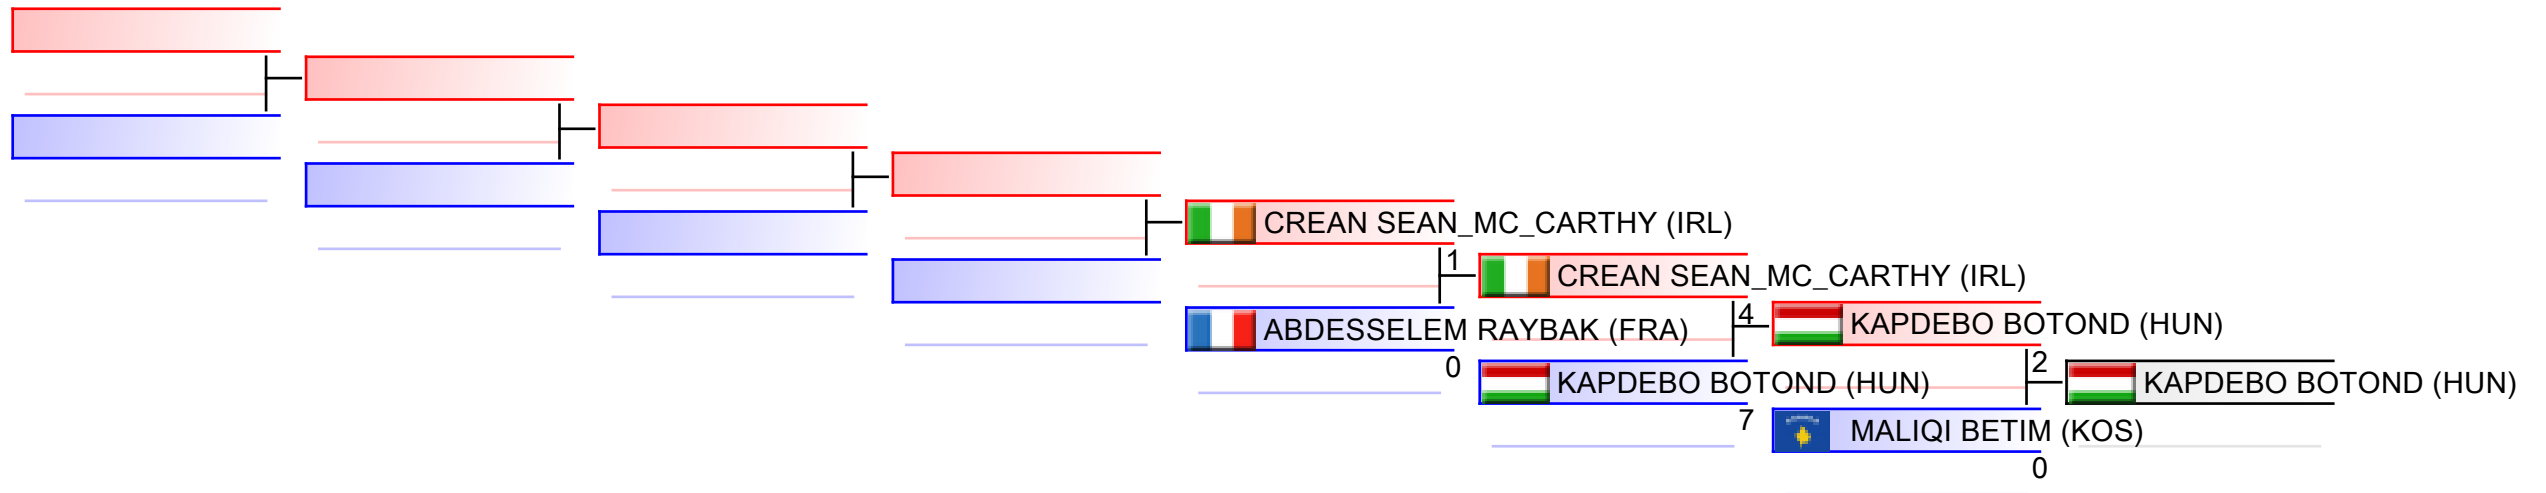 CREAN SEAN_MC_CARTHY (IRL)
1
CREAN SEAN_MC_CARTHY (IRL)
ABDESSELEM RAYBAK (FRA)
0
4
KAPDEBO BOTOND (HUN)
KAPDEBO BOTOND (HUN)
7
2
KAPDEBO BOTOND (HUN)
MALIQI BETIM (KOS)
0